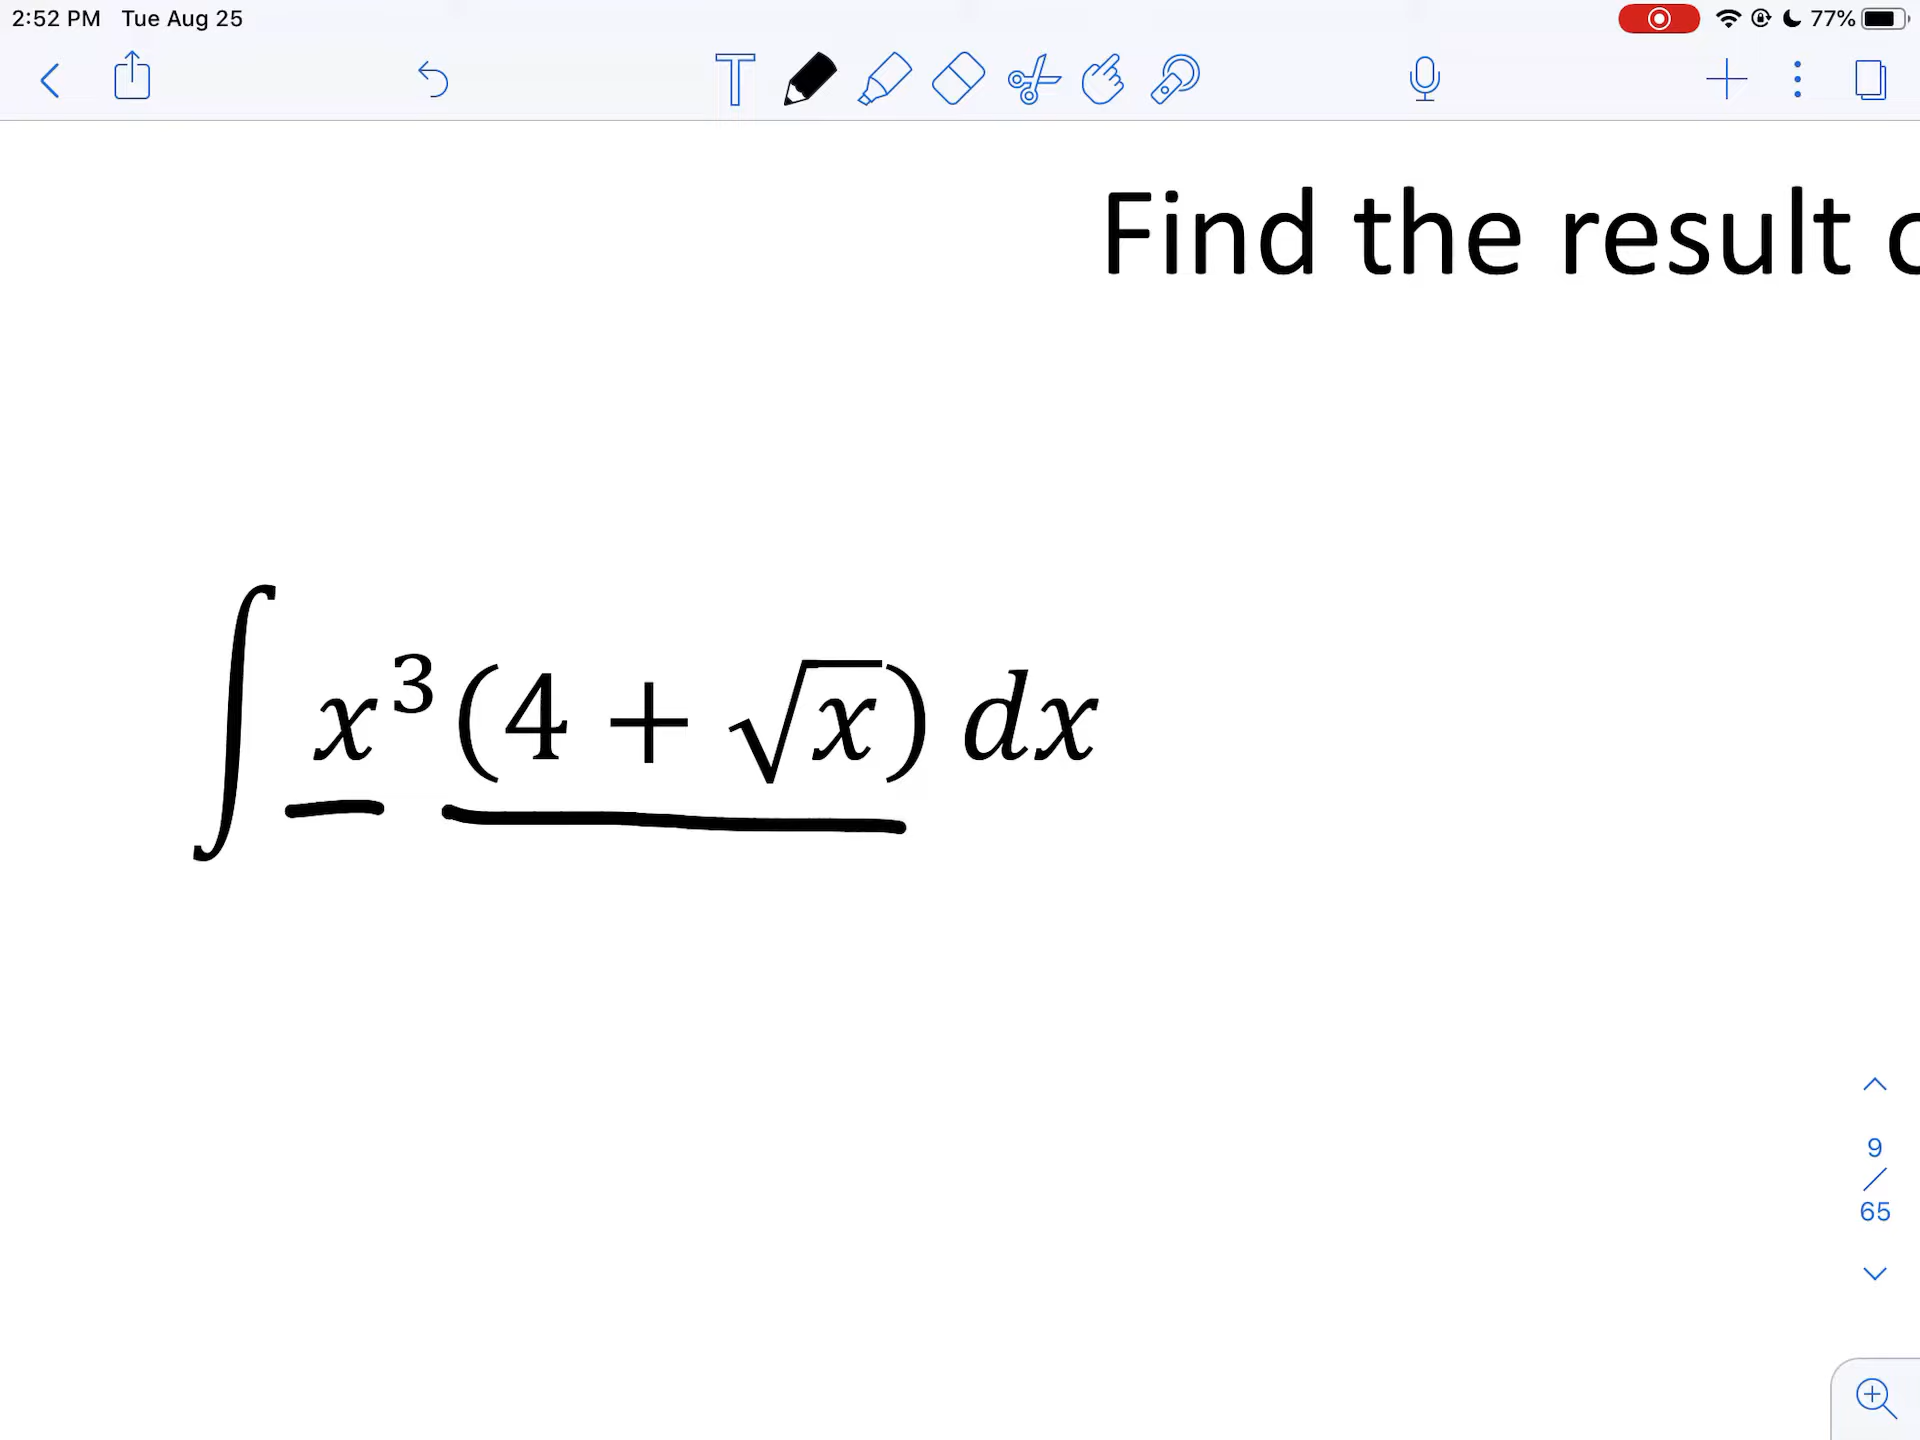 2:52 PM Tue Aug 25
77%
T
Find the result
∫ x³(4 + √x) dx
9
/
65